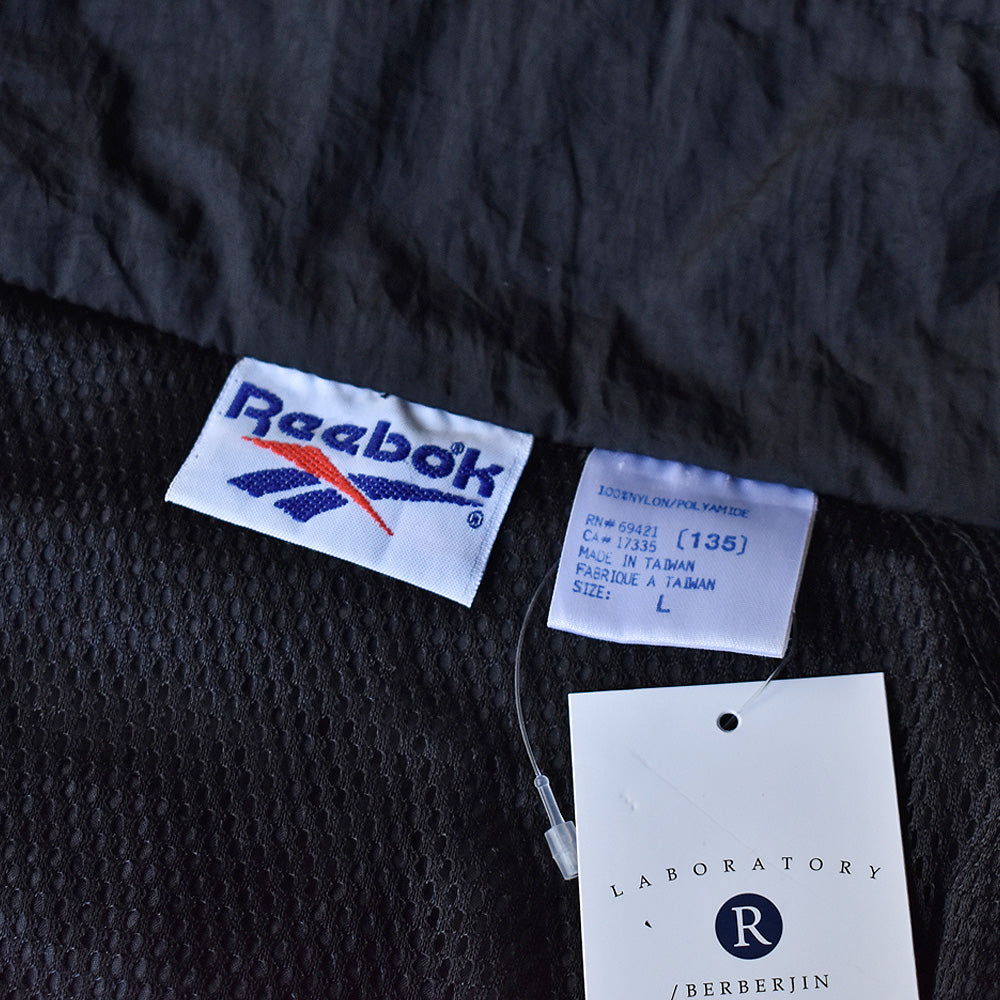 Reebok®
®
100%NYLON/POLYAMIDE
RN# 69421
CA# 17335 (135)
MADE IN TAIWAN
FABRIQUE A TAIWAN
SIZE: L
LABORATORY
R
/BERBERJIN